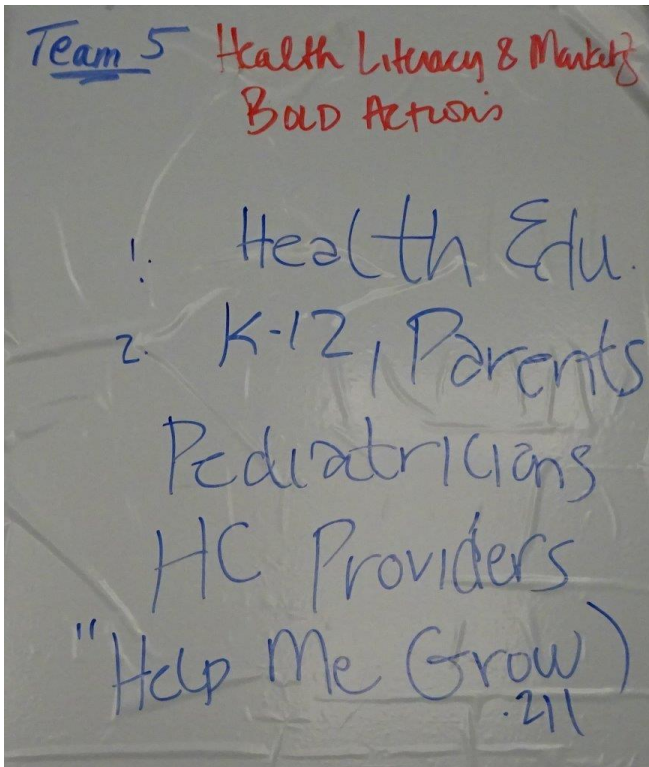 Team 5 Health Literacy & Marketg
BOLD ACTIONS
1. Health Edu.
2. K-12, Parents
Pediatricians
HC Providers
"Help Me Grow)
.211